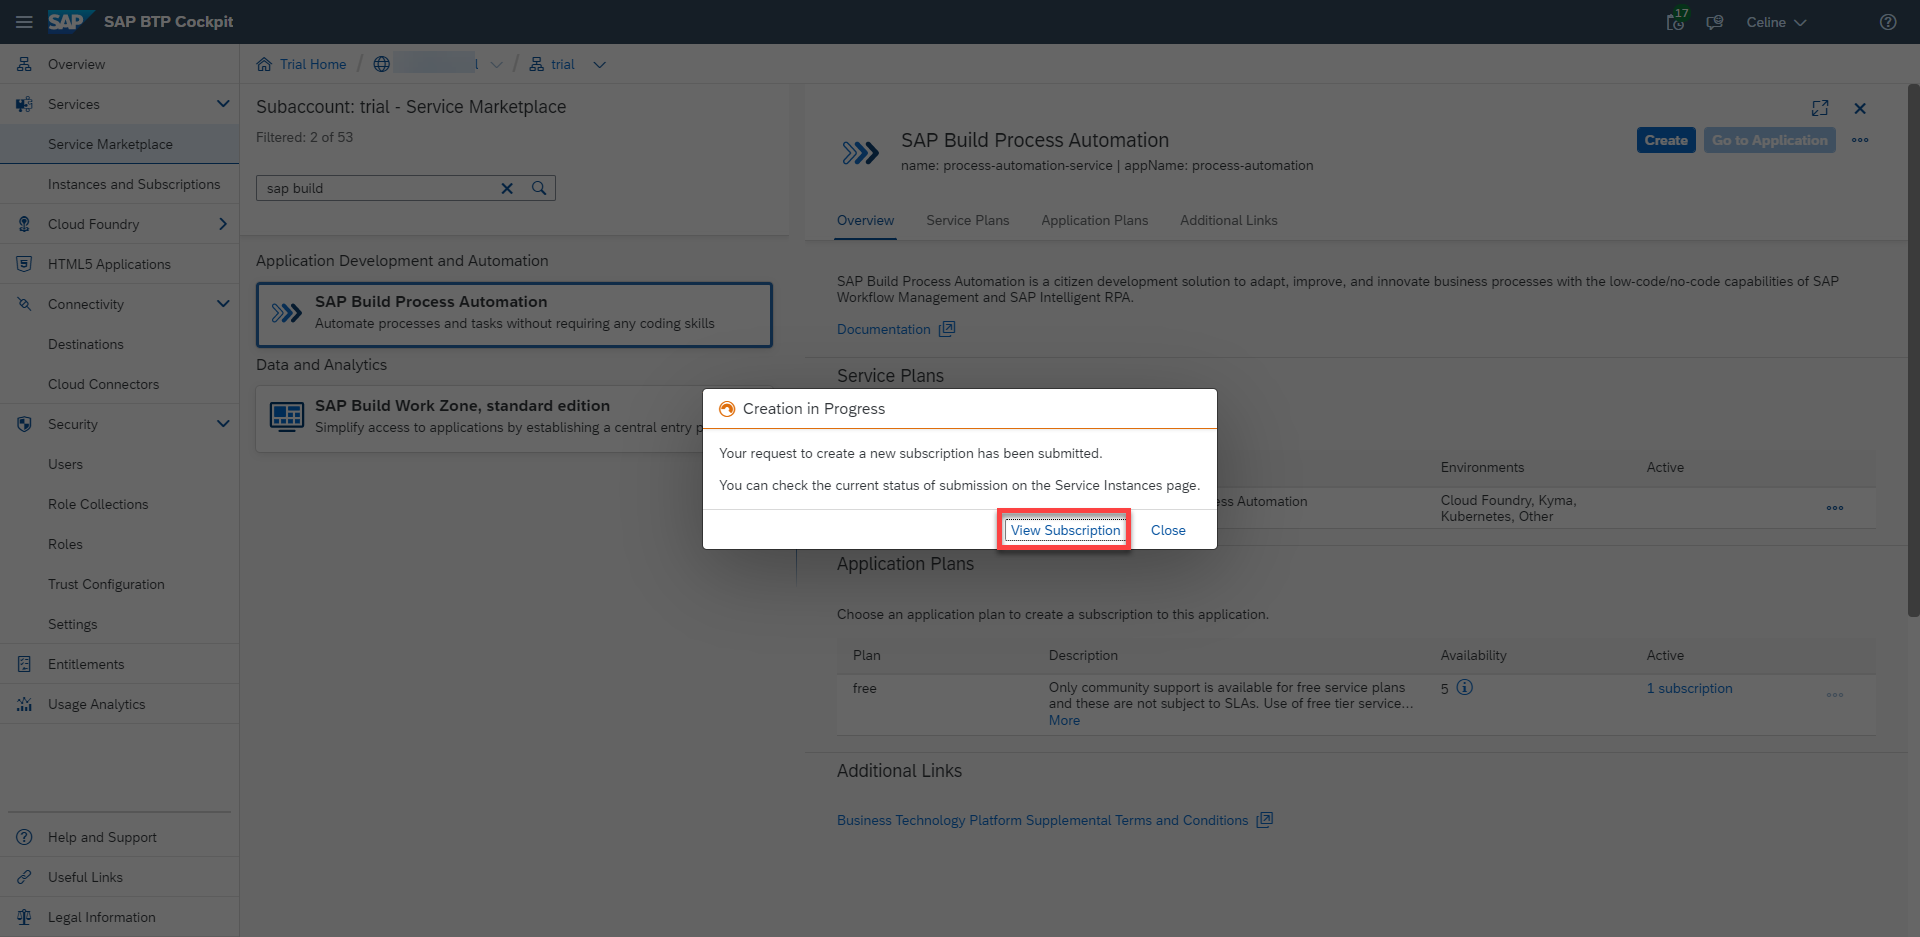 SAP
SAP BTP Cockpit
17
Celine
Overview
Services
Service Marketplace
Instances and Subscriptions
Cloud Foundry
HTML5 Applications
Connectivity
Destinations
Cloud Connectors
Security
Users
Role Collections
Roles
Trust Configuration
Settings
Entitlements
Usage Analytics
Help and Support
Useful Links
Legal Information
Trial Home / l / trial
Subaccount: trial - Service Marketplace
Filtered: 2 of 53
sap build
Application Development and Automation
SAP Build Process Automation
Automate processes and tasks without requiring any coding skills
Data and Analytics
SAP Build Work Zone, standard edition
Simplify access to applications by establishing a central entry p
SAP Build Process Automation
name: process-automation-service | appName: process-automation
Create
Go to Application
Overview Service Plans Application Plans Additional Links
SAP Build Process Automation is a citizen development solution to adapt, improve, and innovate business processes with the low-code/no-code capabilities of SAP
Workflow Management and SAP Intelligent RPA.
Documentation
Service Plans
Environments Active
ss Automation Cloud Foundry, Kyma,
Kubernetes, Other
Creation in Progress
Your request to create a new subscription has been submitted.
You can check the current status of submission on the Service Instances page.
View Subscription Close
Application Plans
Choose an application plan to create a subscription to this application.
Plan Description Availability Active
free Only community support is available for free service plans 5 1 subscription
and these are not subject to SLAs. Use of free tier service...
More
Additional Links
Business Technology Platform Supplemental Terms and Conditions